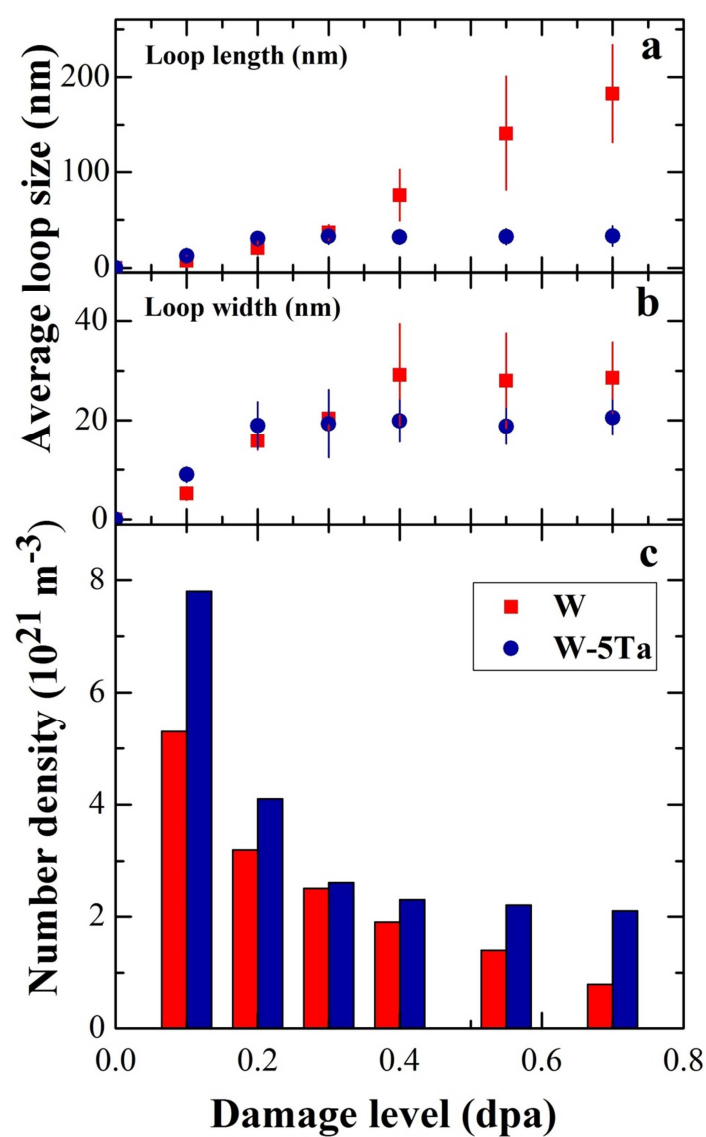 Average loop size (nm)
Loop length (nm)
a
200
100
0
Loop width (nm)
b
40
20
0
Number density (10²¹ m⁻³)
c
W
W-5Ta
8
6
4
2
0
0.0 0.2 0.4 0.6 0.8
Damage level (dpa)